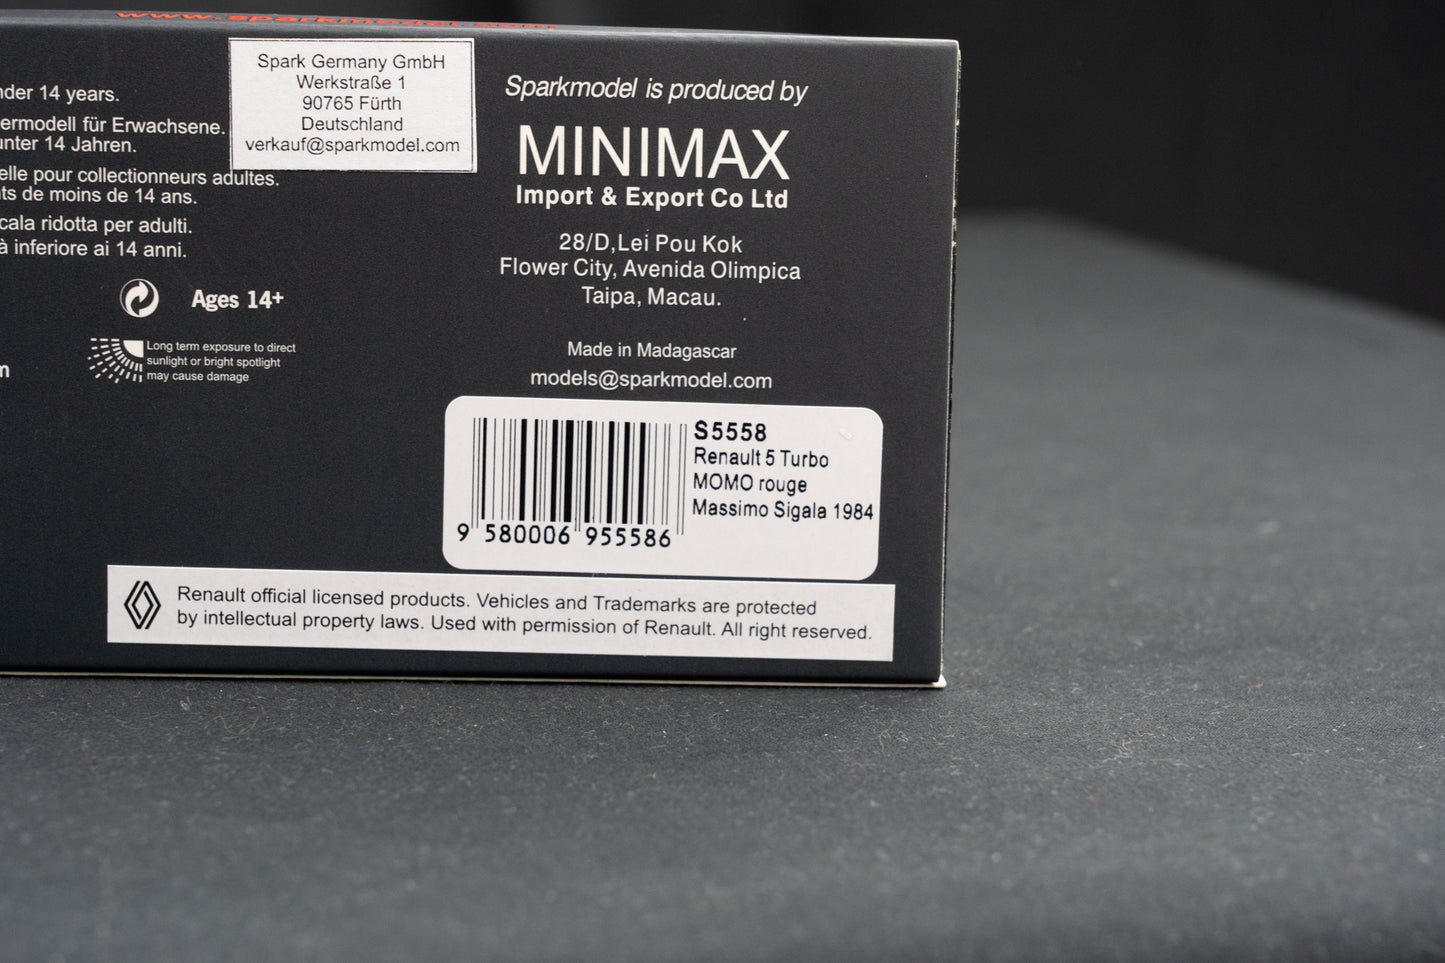 www.sparkmodel.com
Spark Germany GmbH
Werkstraße 1
90765 Fürth
Deutschland
verkauf@sparkmodel.com
14 years.
für Erwachsene.
unter 14 Jahren.
pour collectionneurs adultes.
de moins de 14 ans.
ridotta per adulti.
inferiore ai 14 anni.
Ages 14+
Long term exposure to direct
sunlight or bright spotlight
may cause damage
Sparkmodel is produced by
MINIMAX
Import & Export Co Ltd
28/D,Lei Pou Kok
Flower City, Avenida Olimpica
Taipa, Macau.
Made in Madagascar
models@sparkmodel.com
S5558
Renault 5 Turbo
MOMO rouge
Massimo Sigala 1984
9 580006 955586
Renault official licensed products. Vehicles and Trademarks are protected
by intellectual property laws. Used with permission of Renault. All right reserved.